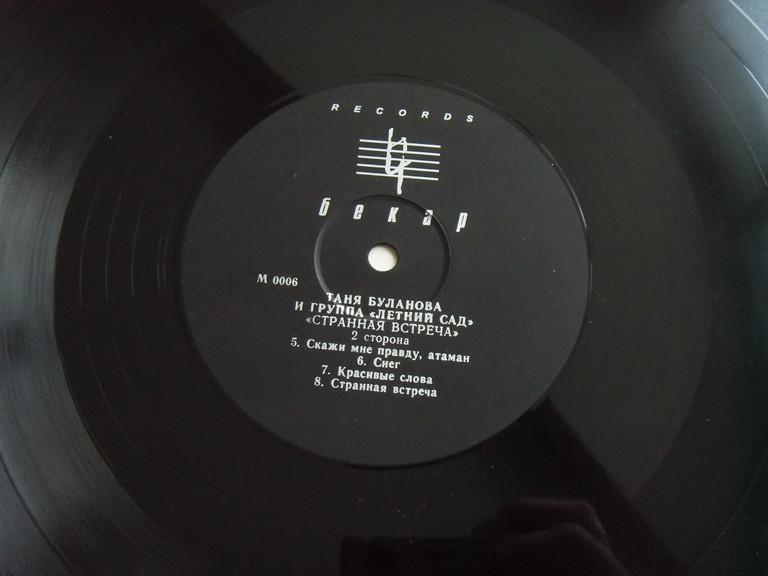 RECORDS
бекар
М 0006
ТАНЯ БУЛАНОВА
И ГРУППА «ЛЕТНИЙ САД»
«СТРАННАЯ ВСТРЕЧА»
2 сторона
5. Скажи мне правду, атаман
6. Снег
7. Красивые слова
8. Странная встреча